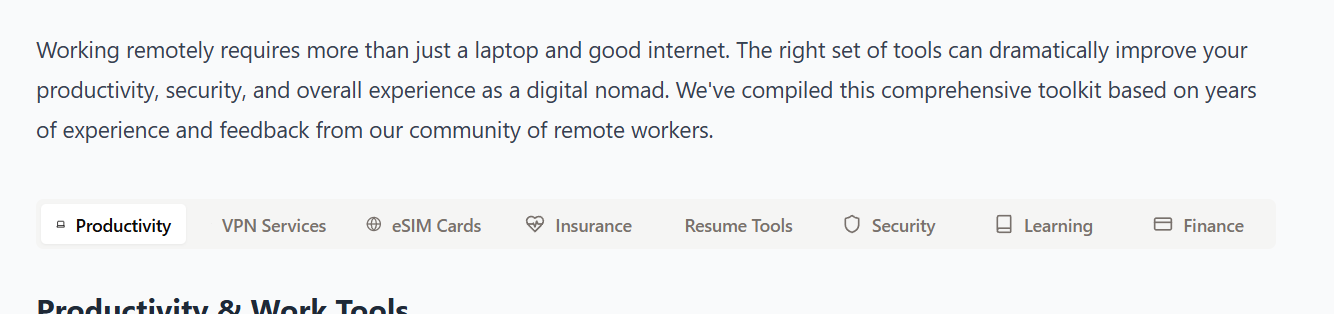 Working remotely requires more than just a laptop and good internet. The right set of tools can dramatically improve your
productivity, security, and overall experience as a digital nomad. We've compiled this comprehensive toolkit based on years
of experience and feedback from our community of remote workers.
Productivity VPN Services eSIM Cards Insurance Resume Tools Security Learning Finance
Productivity & Work Tools